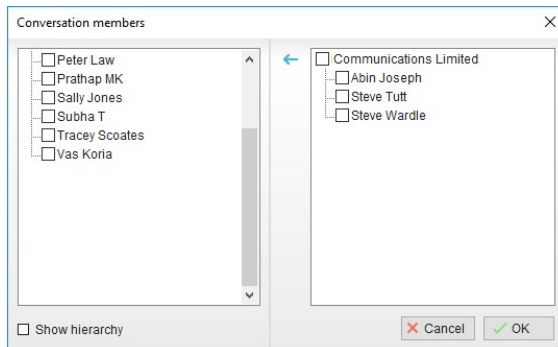 Conversation members
Peter Law
Prathap MK
Sally Jones
Subha T
Tracey Scoates
Vas Koria
Communications Limited
Abin Joseph
Steve Tutt
Steve Wardle
Show hierarchy
Cancel
OK